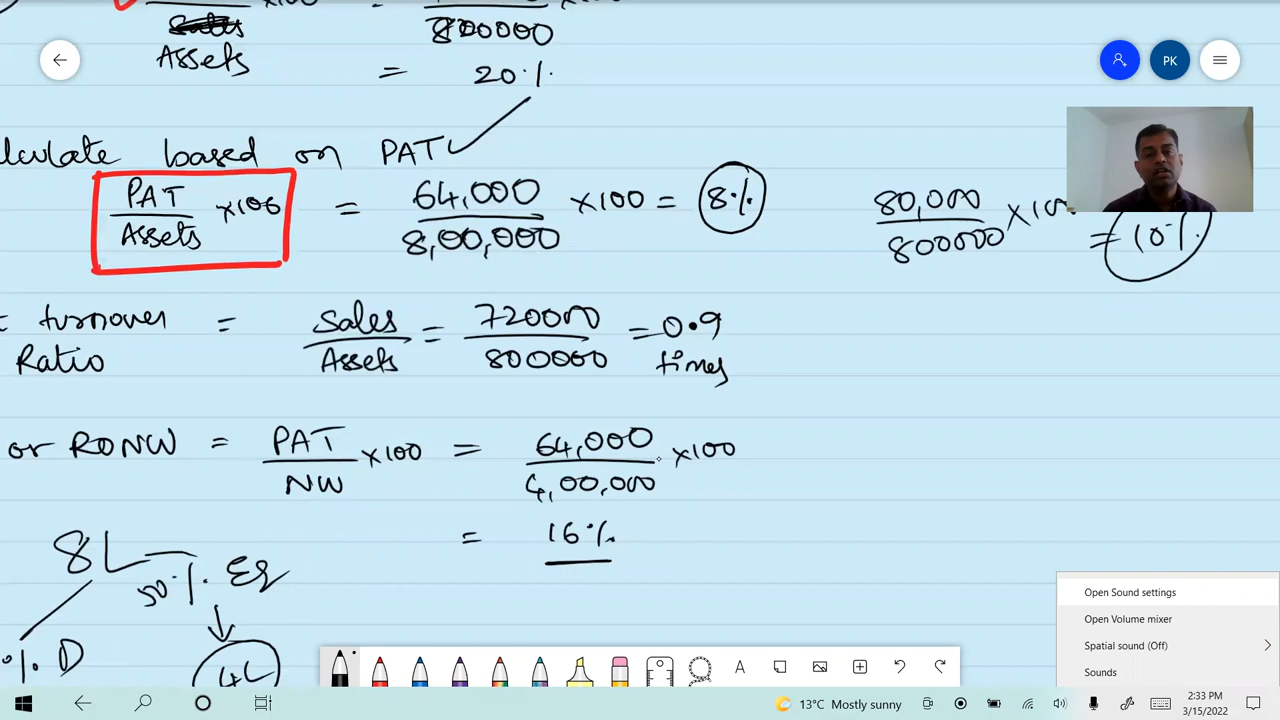 ×100 = ×100
Assets 800000
= 20%
lculate based on PAT
PAT / Assets ×100 = 64,000 / 8,00,000 ×100 = 8% 80,000 / 800000 ×100 = 10%
turnover Ratio = Sales / Assets = 720000 / 800000 = 0.9 times
or RONW = PAT / NW ×100 = 64,000 / 4,00,000 ×100
= 16%
8L 50% Eq
% D 4L
PK
Open Sound settings
Open Volume mixer
Spatial sound (Off)
Sounds
13°C Mostly sunny
2:33 PM
3/15/2022